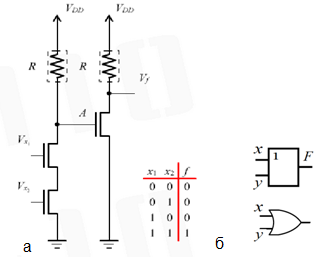 V_DD V_DD
R R
V_f
A
V_x1
V_x2
x1 x2 f
0 0 0
0 1 0
1 0 0
1 1 1
x 1 F
y
x
y
а б